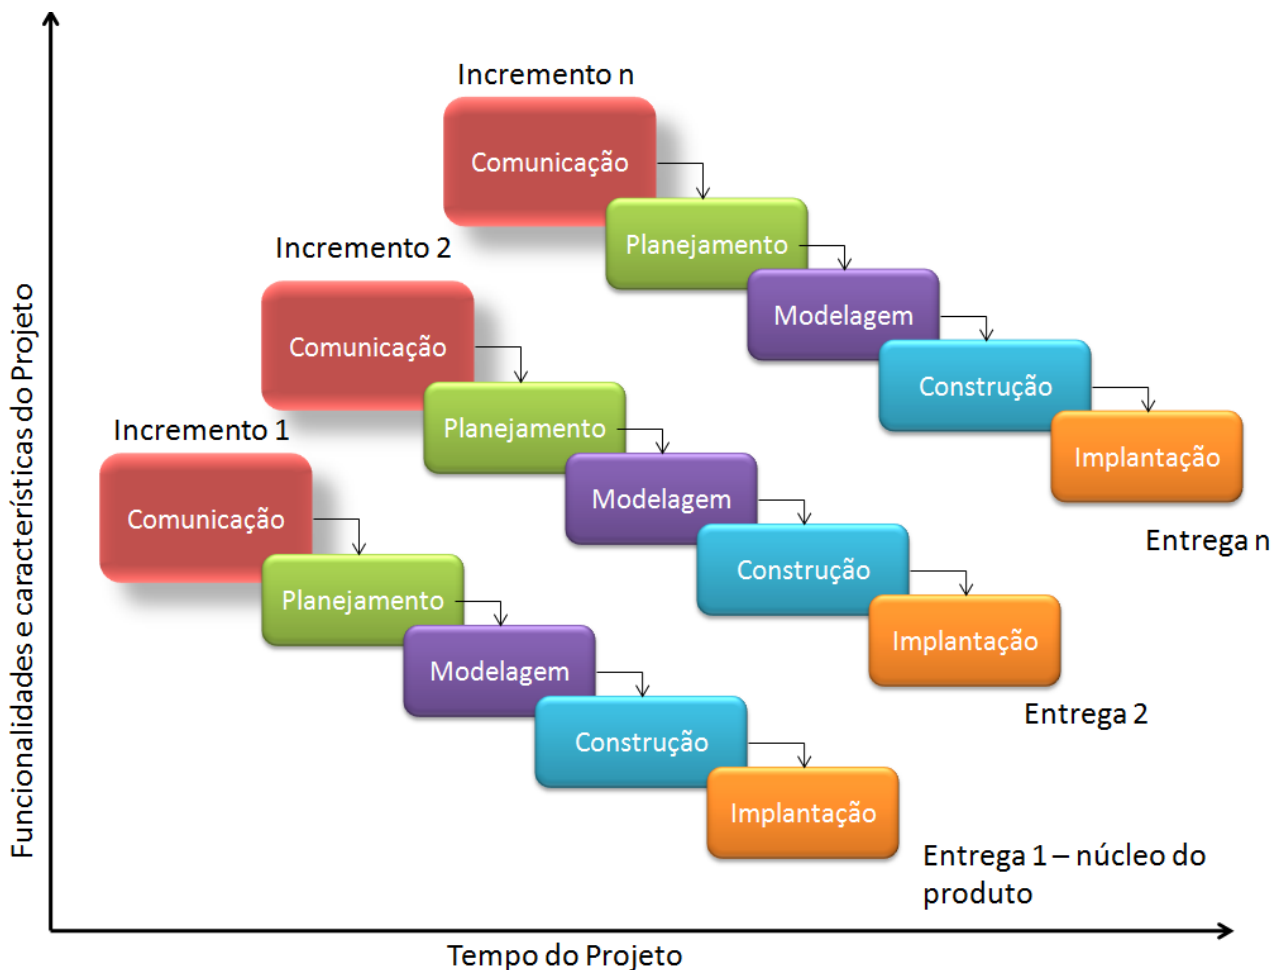 Funcionalidades e características do Projeto
Incremento n
Comunicação
Planejamento
Modelagem
Construção
Implantação
Entrega n
Incremento 2
Comunicação
Planejamento
Modelagem
Construção
Implantação
Entrega 2
Incremento 1
Comunicação
Planejamento
Modelagem
Construção
Implantação
Entrega 1 – núcleo do
produto
Tempo do Projeto